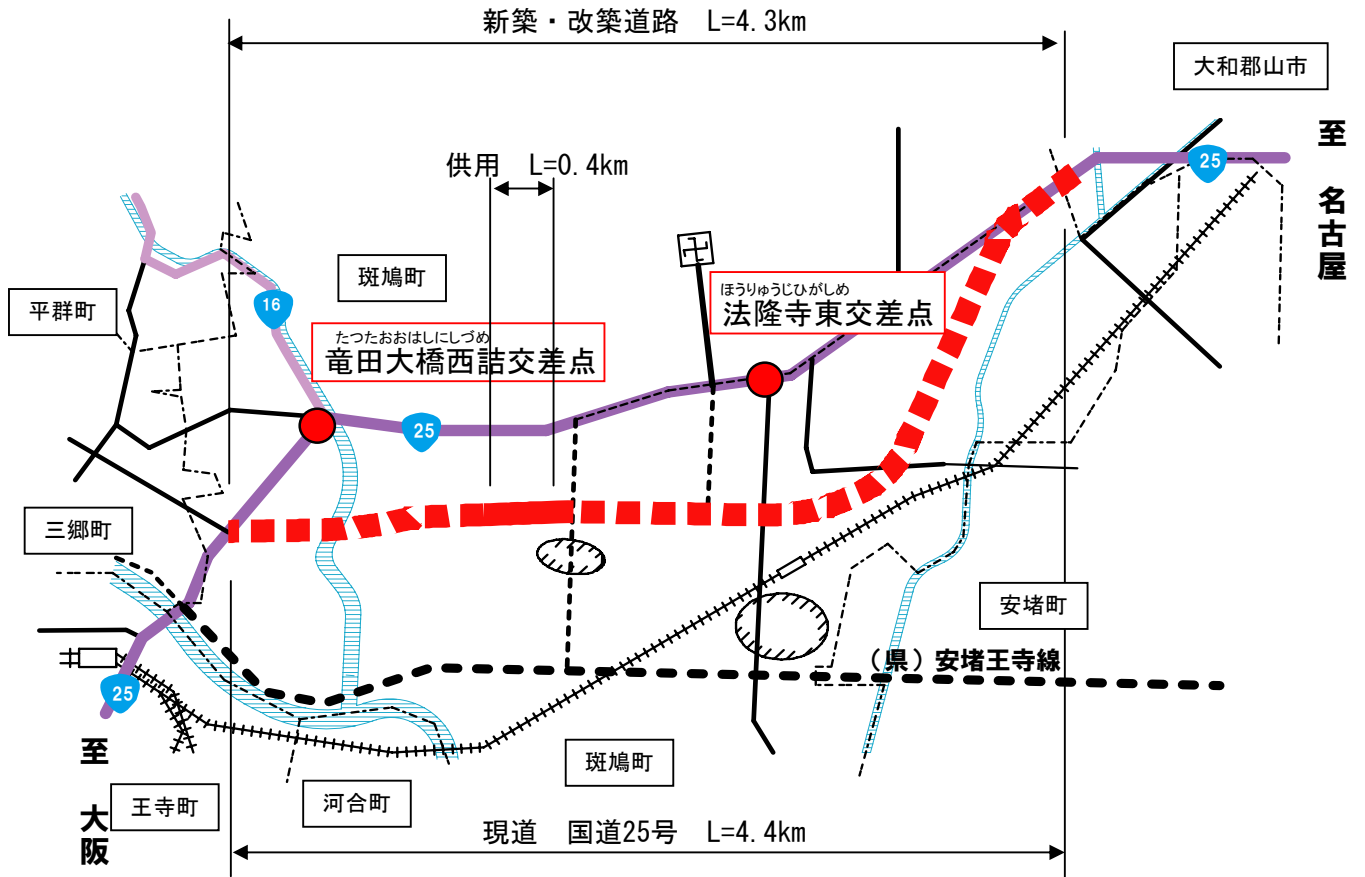 新築・改築道路 L=4.3km
大和郡山市
至 名古屋
供用 L=0.4km
25
斑鳩町
平群町
16
ほうりゅうじひがしめ
法隆寺東交差点
たつたおおはしにしづめ
竜田大橋西詰交差点
25
三郷町
安堵町
(県)安堵王寺線
25
至 大阪
斑鳩町
王寺町
河合町
現道 国道25号 L=4.4km